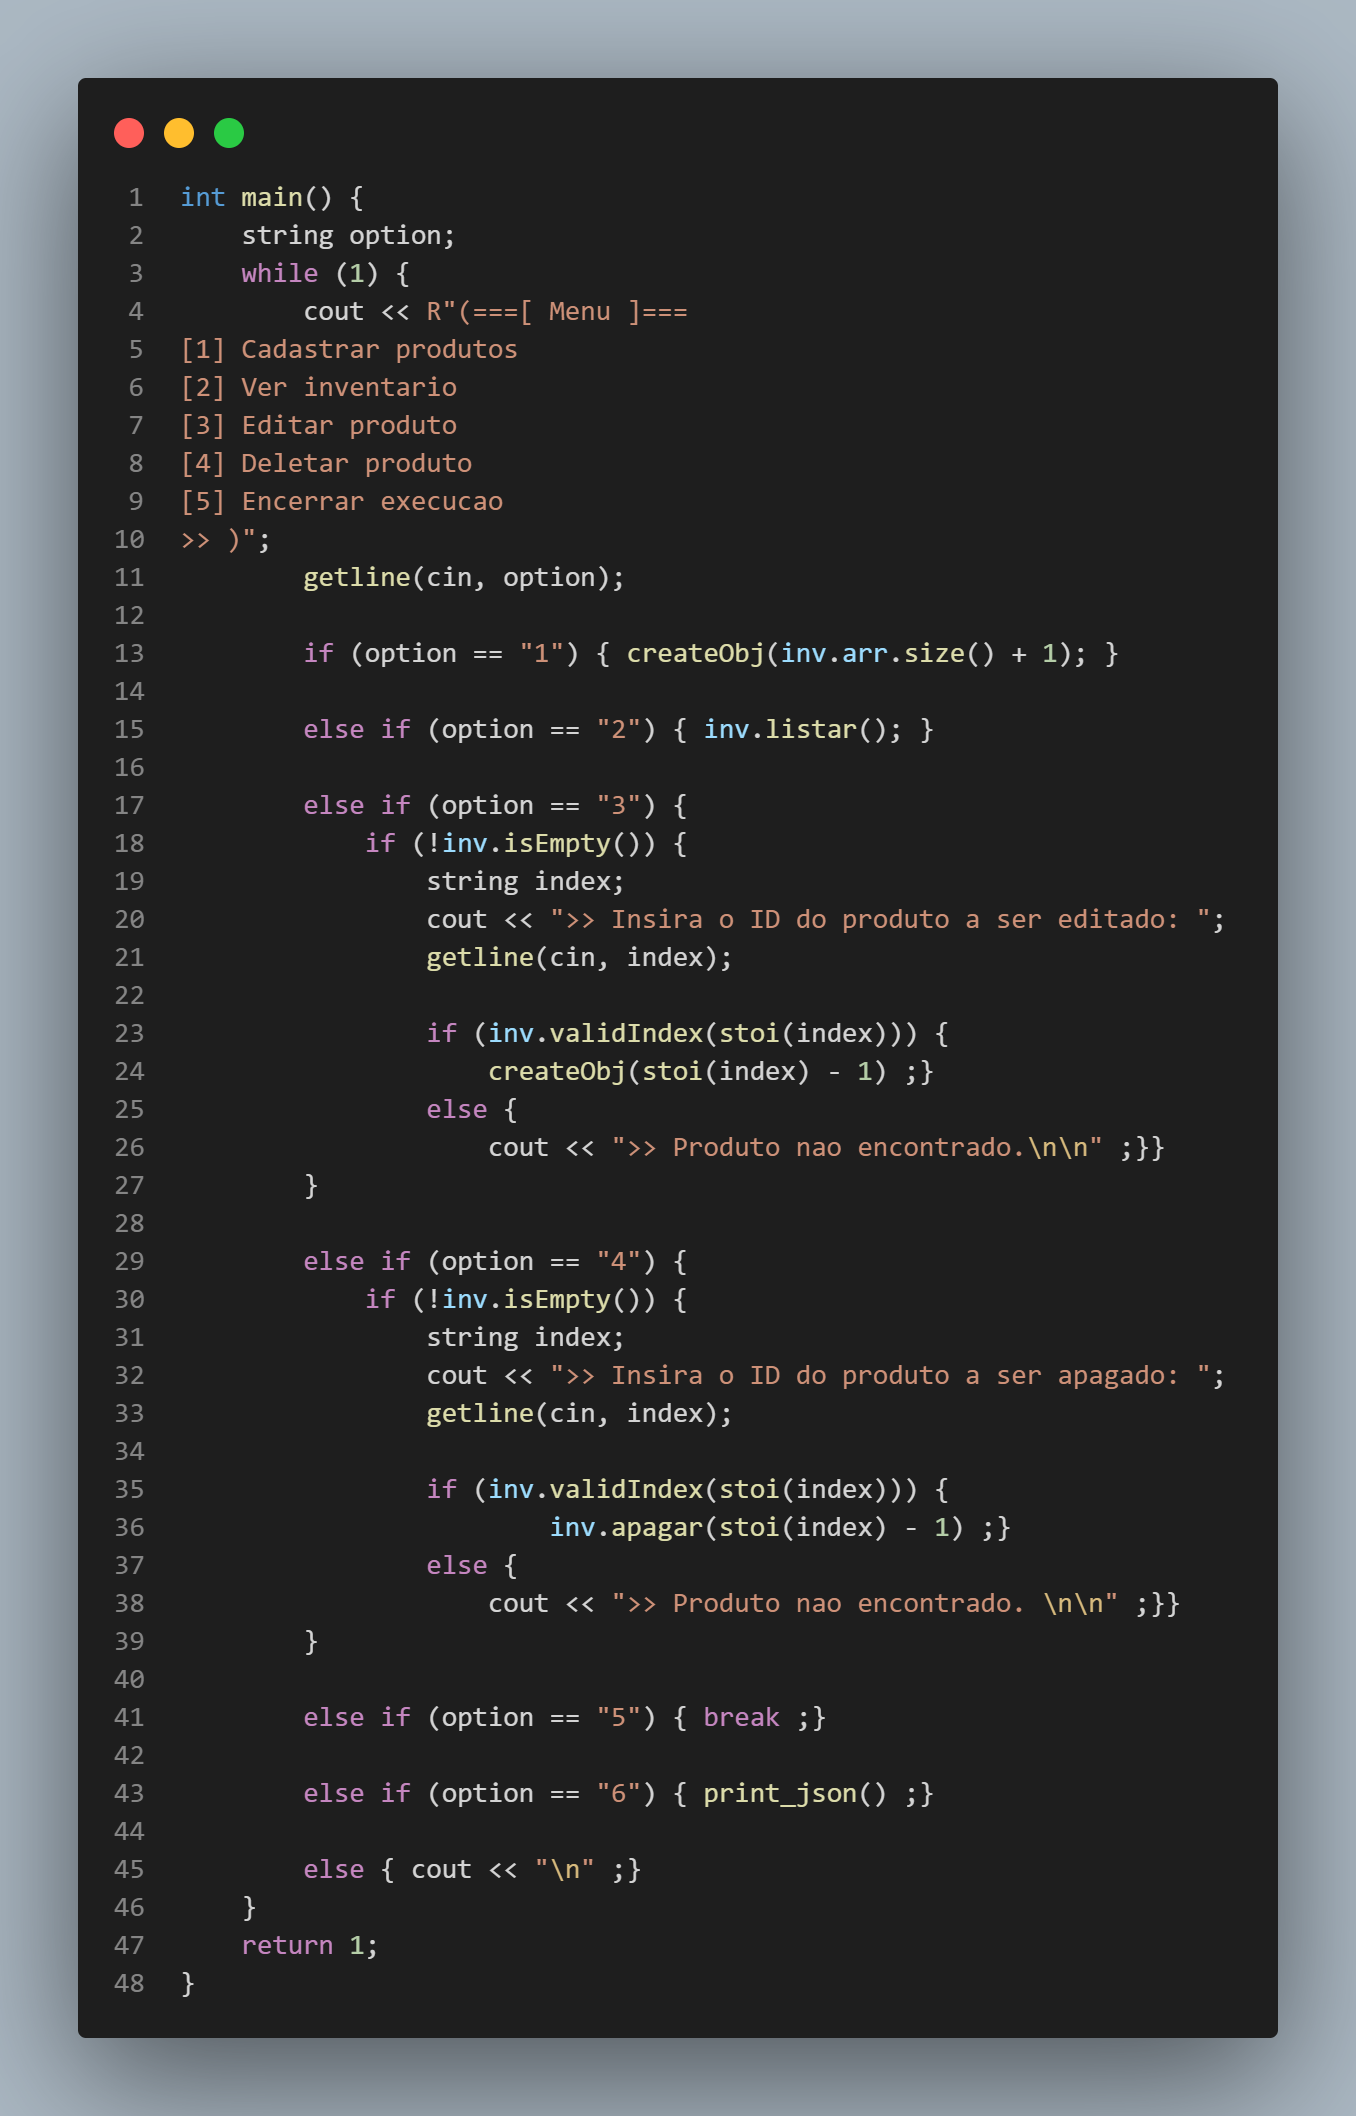 1 int main() {
2     string option;
3     while (1) {
4         cout << R"(===[ Menu ]===
5 [1] Cadastrar produtos
6 [2] Ver inventario
7 [3] Editar produto
8 [4] Deletar produto
9 [5] Encerrar execucao
10 >> )";
11         getline(cin, option);
12
13         if (option == "1") { createObj(inv.arr.size() + 1); }
14
15         else if (option == "2") { inv.listar(); }
16
17         else if (option == "3") {
18             if (!inv.isEmpty()) {
19                 string index;
20                 cout << ">> Insira o ID do produto a ser editado: ";
21                 getline(cin, index);
22
23                 if (inv.validIndex(stoi(index))) {
24                     createObj(stoi(index) - 1) ;}
25                 else {
26                     cout << ">> Produto nao encontrado.\n\n" ;}}
27         }
28
29         else if (option == "4") {
30             if (!inv.isEmpty()) {
31                 string index;
32                 cout << ">> Insira o ID do produto a ser apagado: ";
33                 getline(cin, index);
34
35                 if (inv.validIndex(stoi(index))) {
36                         inv.apagar(stoi(index) - 1) ;}
37                 else {
38                     cout << ">> Produto nao encontrado. \n\n" ;}}
39         }
40
41         else if (option == "5") { break ;}
42
43         else if (option == "6") { print_json() ;}
44
45         else { cout << "\n" ;}
46     }
47     return 1;
48 }